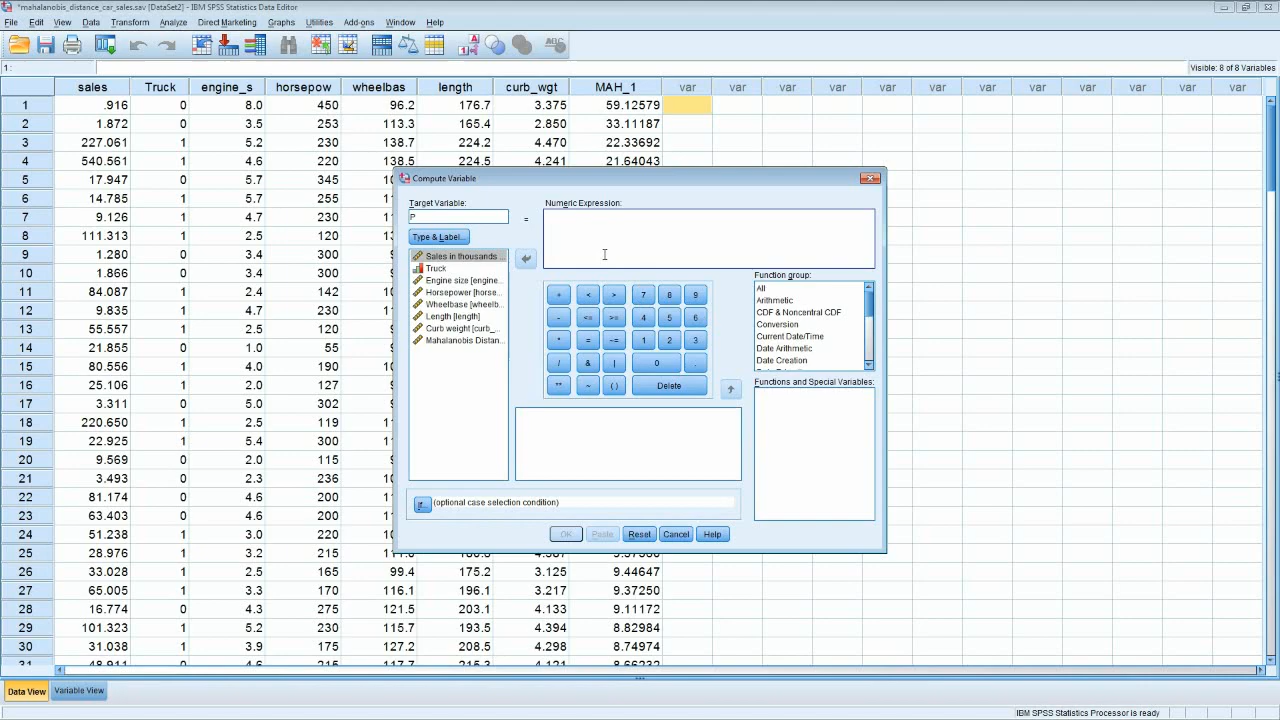 *mahalanobis_distance_car_sales.sav [DataSet2] - IBM SPSS Statistics Data Editor
File Edit View Data Transform Analyze Direct Marketing Graphs Utilities Add-ons Window Help
1 : Visible: 8 of 8 Variables
sales Truck engine_s horsepow wheelbas length curb_wgt MAH_1 var var var var var var var var
1 .916 0 8.0 450 96.2 176.7 3.375 59.12579
2 1.872 0 3.5 253 113.3 165.4 2.850 33.11187
3 227.061 1 5.2 230 138.7 224.2 4.470 22.33692
4 540.561 1 4.6 220 138.5 224.5 4.241 21.64043
5 17.947 0 5.7 345
6 14.785 1 5.7 255
7 9.126 1 4.7 230
8 111.313 1 2.5 120
9 1.280 0 3.4 300
10 1.866 0 3.4 300
11 84.087 1 2.4 142
12 9.835 1 4.7 230
13 55.557 1 2.5 120
14 21.855 0 1.0 55
15 80.556 1 4.0 190
16 25.106 1 2.0 127
17 3.311 0 5.0 302
18 220.650 1 2.5 119
19 22.925 1 5.4 300
20 9.569 0 2.0 115
21 3.493 0 2.3 236
22 81.174 0 4.6 200
23 63.403 0 4.6 200
24 51.238 1 3.0 220
25 28.976 1 3.2 215
26 33.028 1 2.5 165 99.4 175.2 3.125 9.44647
27 65.005 1 3.3 170 116.1 196.1 3.217 9.37250
28 16.774 0 4.3 275 121.5 203.1 4.133 9.11172
29 101.323 1 5.2 230 115.7 193.5 4.394 8.82984
30 31.038 1 3.9 175 127.2 208.5 4.298 8.74974
31 48.911 0 4.6 215 117.7 215.3 4.121 8.66232
Compute Variable
Target Variable:
P
=
Numeric Expression:
Type & Label...
Sales in thousands ...
Truck
Engine size [engine...
Horsepower [horse...
Wheelbase [wheelb...
Length [length]
Curb weight [curb_...
Mahalanobis Distan...
+ < > 7 8 9
- <= >= 4 5 6
* = ~= 1 2 3
/ & | 0 .
** ~ ( ) Delete
Function group:
All
Arithmetic
CDF & Noncentral CDF
Conversion
Current Date/Time
Date Arithmetic
Date Creation
Functions and Special Variables:
If... (optional case selection condition)
OK Paste Reset Cancel Help
Data View Variable View
IBM SPSS Statistics Processor is ready